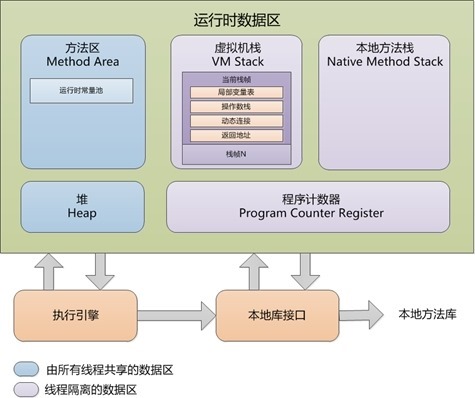 运行时数据区
方法区
Method Area
运行时常量池
虚拟机栈
VM Stack
当前栈帧
局部变量表
操作数栈
动态连接
返回地址
栈帧N
本地方法栈
Native Method Stack
堆
Heap
程序计数器
Program Counter Register
执行引擎
本地库接口
本地方法库
由所有线程共享的数据区
线程隔离的数据区